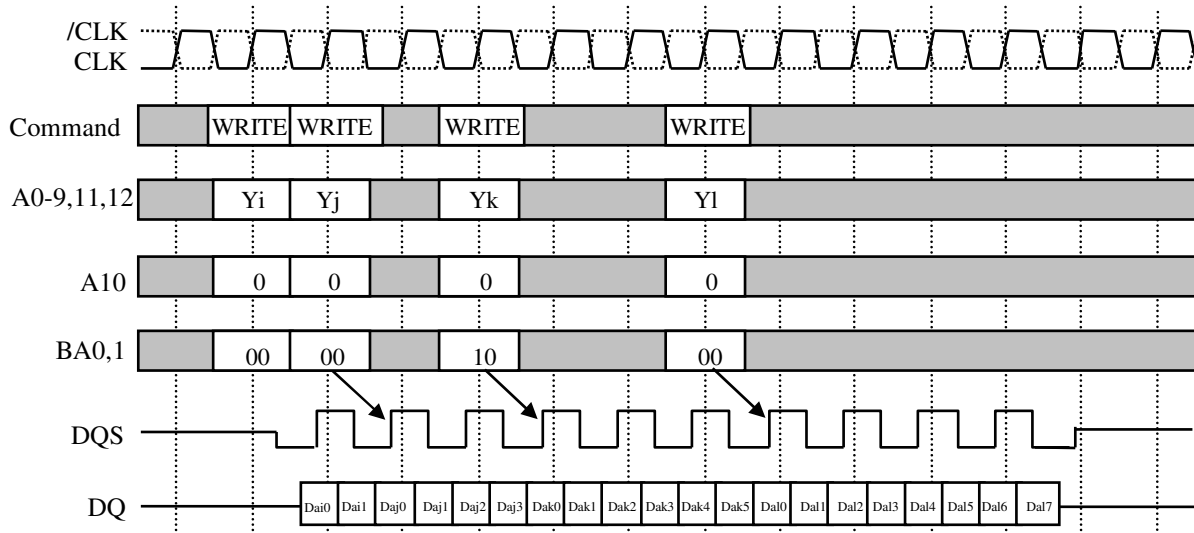 /CLK
CLK
Command WRITE WRITE WRITE WRITE
A0-9,11,12 Yi Yj Yk Yl
A10 0 0 0 0
BA0,1 00 00 10 00
DQS
DQ Dai0 Dai1 Daj0 Daj1 Daj2 Daj3 Dak0 Dak1 Dak2 Dak3 Dak4 Dak5 Dal0 Dal1 Dal2 Dal3 Dal4 Dal5 Dal6 Dal7